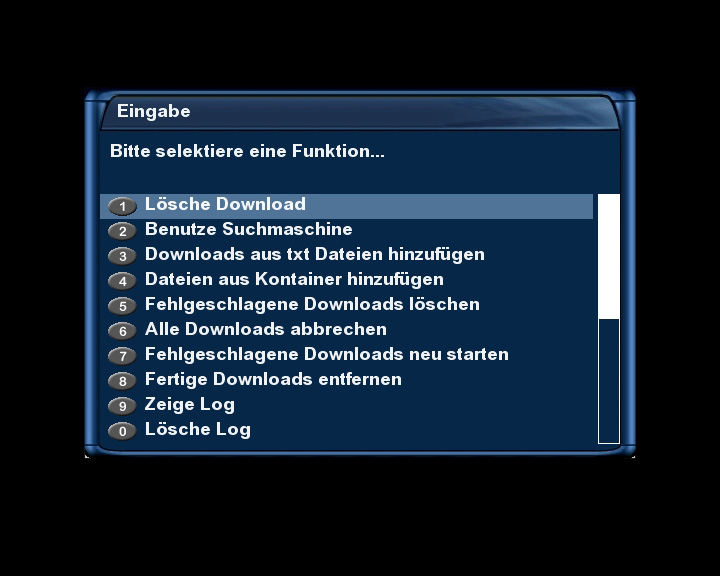 Eingabe
Bitte selektiere eine Funktion...
1 Lösche Download
2 Benutze Suchmaschine
3 Downloads aus txt Dateien hinzufügen
4 Dateien aus Kontainer hinzufügen
5 Fehlgeschlagene Downloads löschen
6 Alle Downloads abbrechen
7 Fehlgeschlagene Downloads neu starten
8 Fertige Downloads entfernen
9 Zeige Log
0 Lösche Log